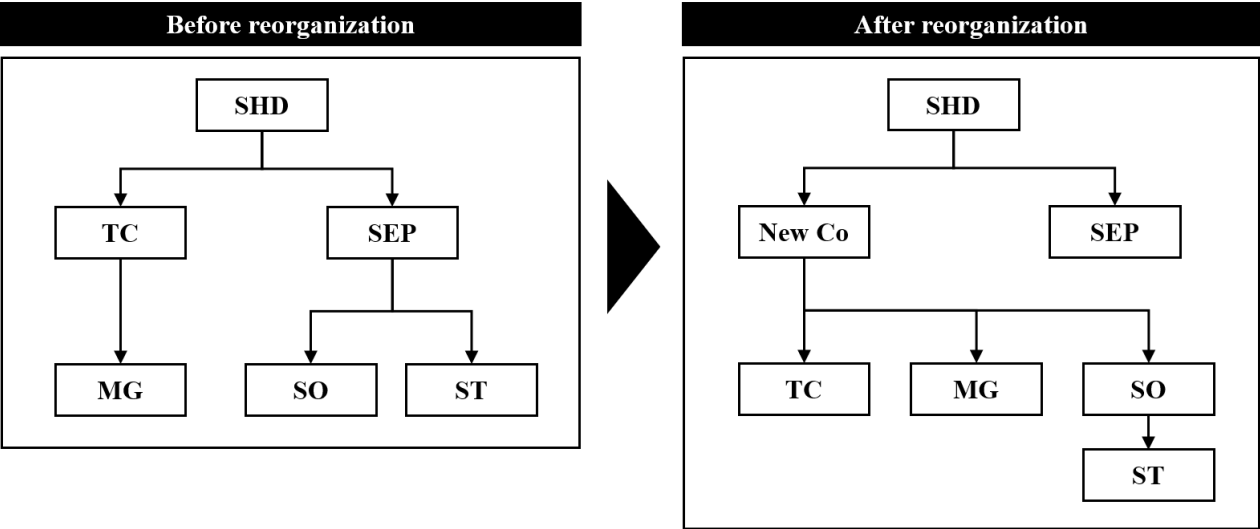 Before reorganization
SHD
TC
SEP
MG
SO
ST
After reorganization
SHD
New Co
SEP
TC
MG
SO
ST